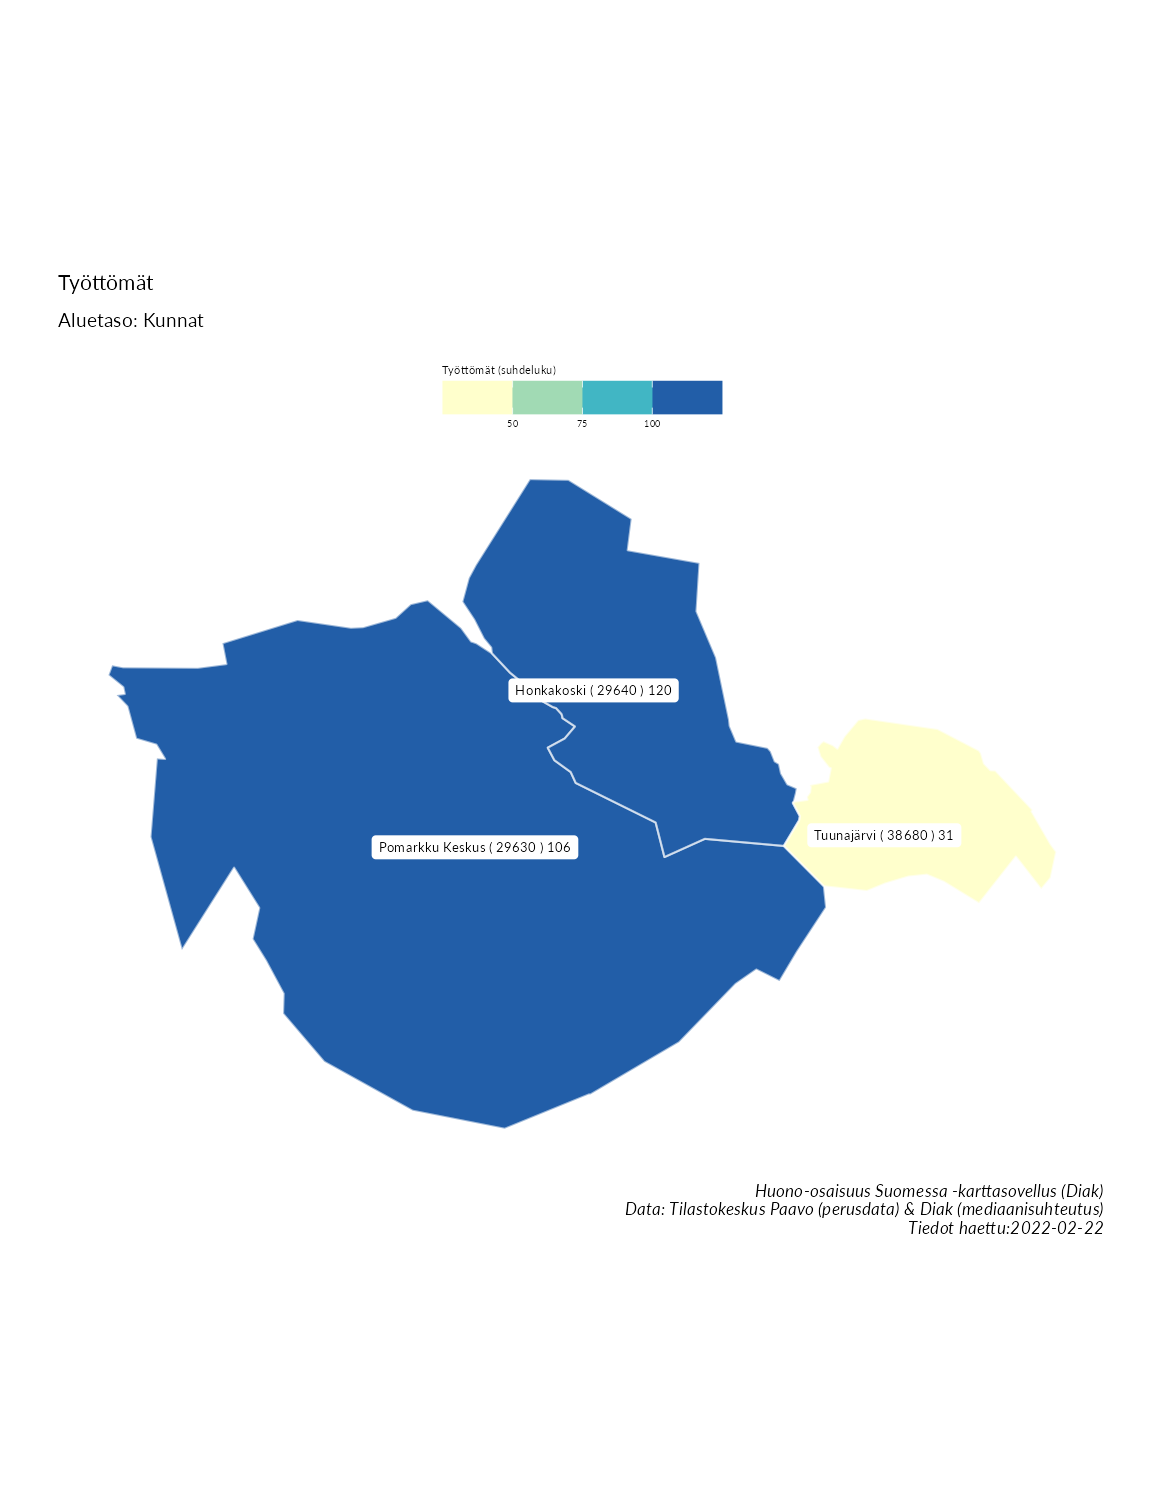 Työttömät
Aluetaso: Kunnat
Työttömät (suhdeluku)
50 75 100
Honkakoski ( 29640 ) 120
Tuunajärvi ( 38680 ) 31
Pomarkku Keskus ( 29630 ) 106
Huono-osaisuus Suomessa -karttasovellus (Diak)
Data: Tilastokeskus Paavo (perusdata) & Diak (mediaanisuhteutus)
Tiedot haettu:2022-02-22